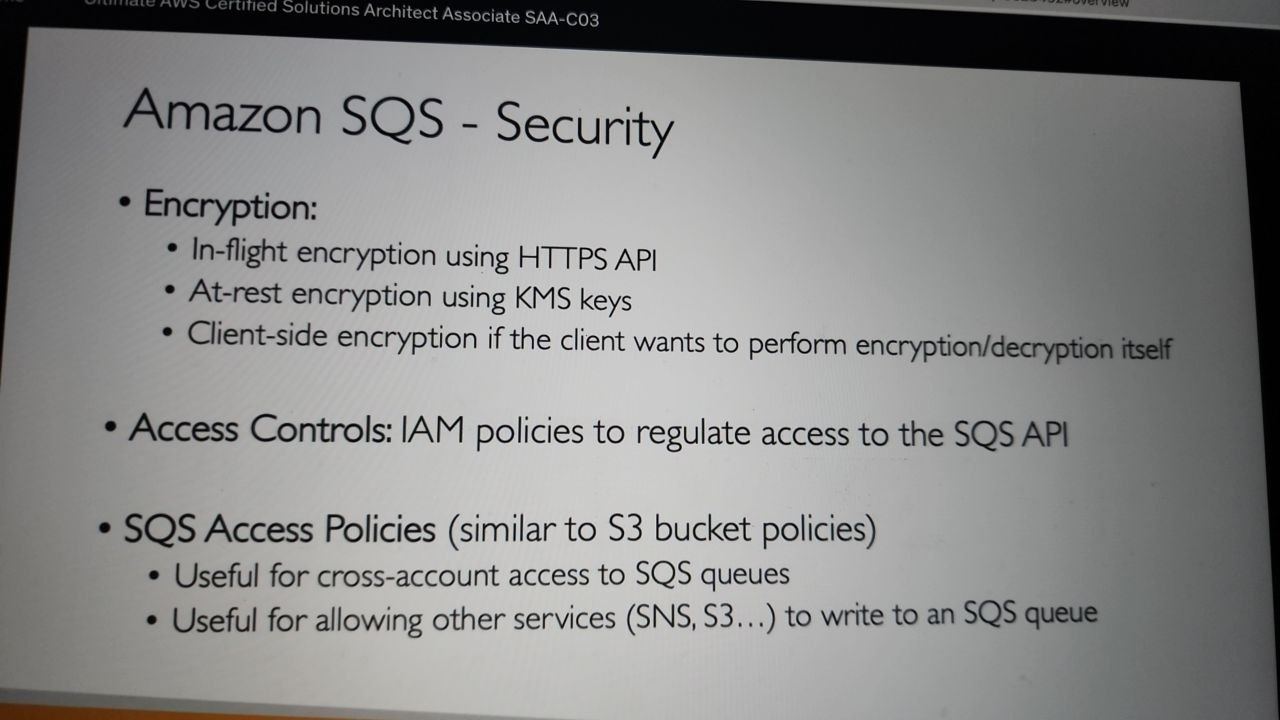 Ultimate AWS Certified Solutions Architect Associate SAA-C03
Amazon SQS - Security
• Encryption:
• In-flight encryption using HTTPS API
• At-rest encryption using KMS keys
• Client-side encryption if the client wants to perform encryption/decryption itself
• Access Controls: IAM policies to regulate access to the SQS API
• SQS Access Policies (similar to S3 bucket policies)
• Useful for cross-account access to SQS queues
• Useful for allowing other services (SNS, S3...) to write to an SQS queue